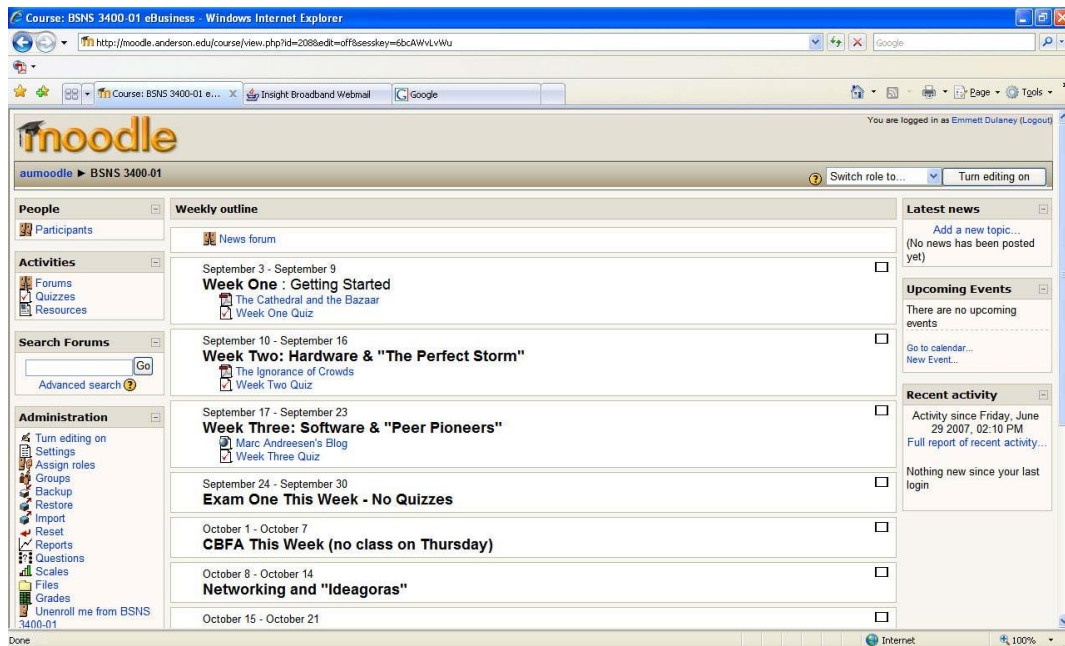 Course: BSNS 3400-01 eBusiness - Windows Internet Explorer
http://moodle.anderson.edu/course/view.php?id=208&edit=off&sesskey=6bcAWvLvWu
Google
Course: BSNS 3400-01 e...
Insight Broadband Webmail
Google
Page
Tools
moodle
You are logged in as Emmett Dulaney (Logout)
aumoodle ► BSNS 3400-01
Switch role to...
Turn editing on
People
Participants
Activities
Forums
Quizzes
Resources
Search Forums
Go
Advanced search
Administration
Turn editing on
Settings
Assign roles
Groups
Backup
Restore
Import
Reset
Reports
Questions
Scales
Files
Grades
Unenroll me from BSNS
3400-01
Weekly outline
News forum
September 3 - September 9
Week One : Getting Started
The Cathedral and the Bazaar
Week One Quiz
September 10 - September 16
Week Two: Hardware & "The Perfect Storm"
The Ignorance of Crowds
Week Two Quiz
September 17 - September 23
Week Three: Software & "Peer Pioneers"
Marc Andreesen's Blog
Week Three Quiz
September 24 - September 30
Exam One This Week - No Quizzes
October 1 - October 7
CBFA This Week (no class on Thursday)
October 8 - October 14
Networking and "Ideagoras"
October 15 - October 21
Latest news
Add a new topic...
(No news has been posted
yet)
Upcoming Events
There are no upcoming
events
Go to calendar...
New Event...
Recent activity
Activity since Friday, June
29 2007, 02:10 PM
Full report of recent activity...
Nothing new since your last
login
Done
Internet
100%